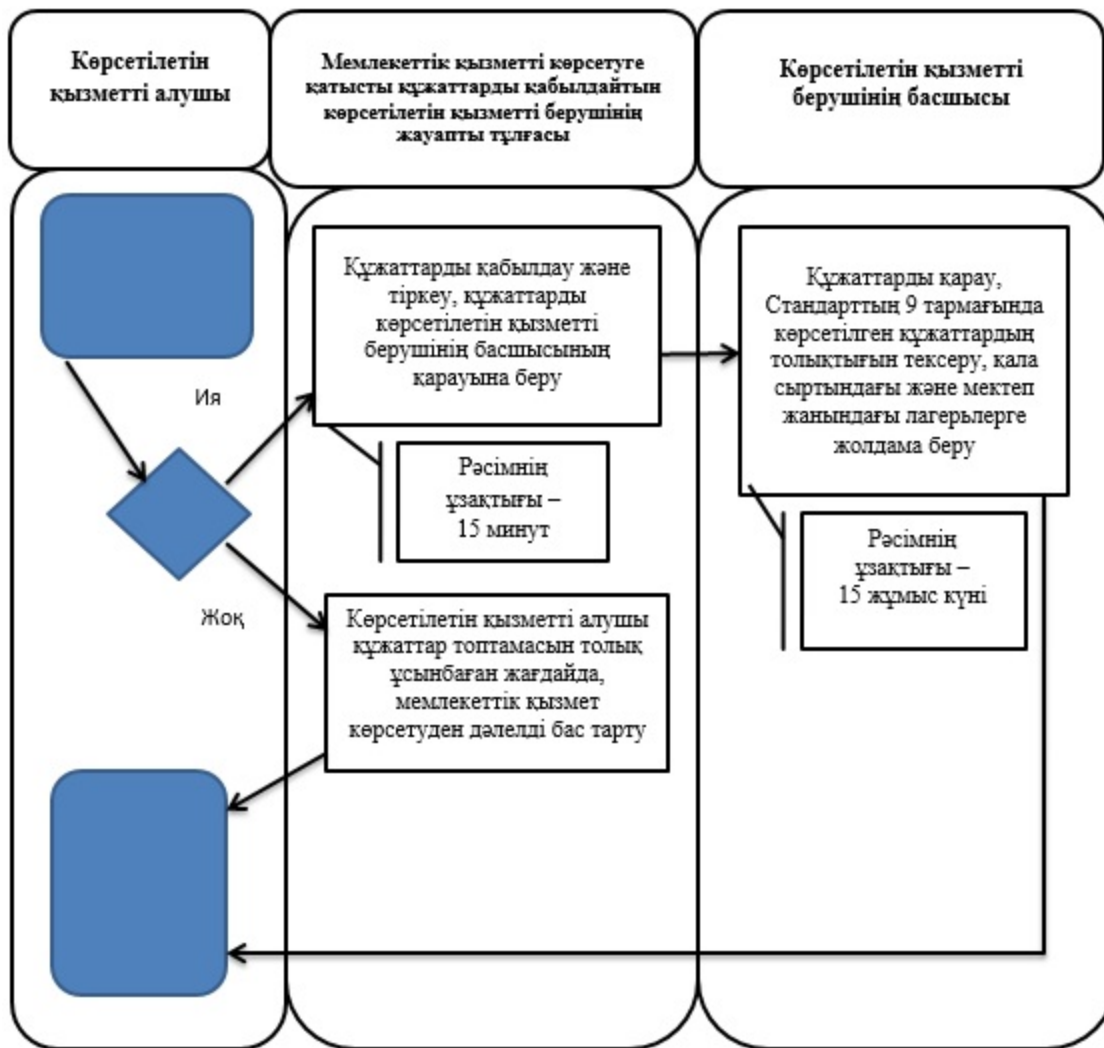 Көрсетілетін
қызметті алушы
Мемлекеттік қызметті көрсетуге
қатысты құжаттарды қабылдайтын
көрсетілетін қызметті берушінің
жауапты тұлғасы
Көрсетілетін қызметті
берушінің басшысы
Құжаттарды қабылдау және
тіркеу, құжаттарды
көрсетілетін қызметті
берушінің басшысының
қарауына беру
Құжаттарды қарау,
Стандарттың 9 тармағында
көрсетілген құжаттардың
толықтығын тексеру, қала
сыртындағы және мектеп
жанындағы лагерьлерге
жолдама беру
Ия
Рәсімнің
ұзақтығы –
15 минут
Рәсімнің
ұзақтығы –
15 жұмыс күні
Жоқ
Көрсетілетін қызметті алушы
құжаттар топтамасын толық
ұсынбаған жағдайда,
мемлекеттік қызмет
көрсетуден дәлелді бас тарту